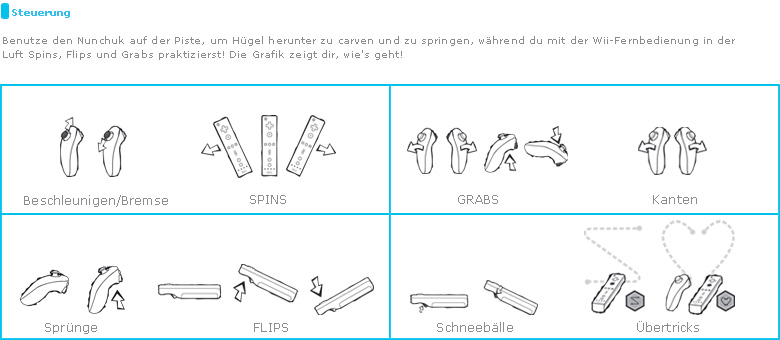 Steuerung
Benutze den Nunchuk auf der Piste, um Hügel herunter zu carven und zu springen, während du mit der Wii-Fernbedienung in der
Luft Spins, Flips und Grabs praktizierst! Die Grafik zeigt dir, wie's geht!
Beschleunigen/Bremse
SPINS
GRABS
Kanten
Sprünge
FLIPS
Schneebälle
Übertricks